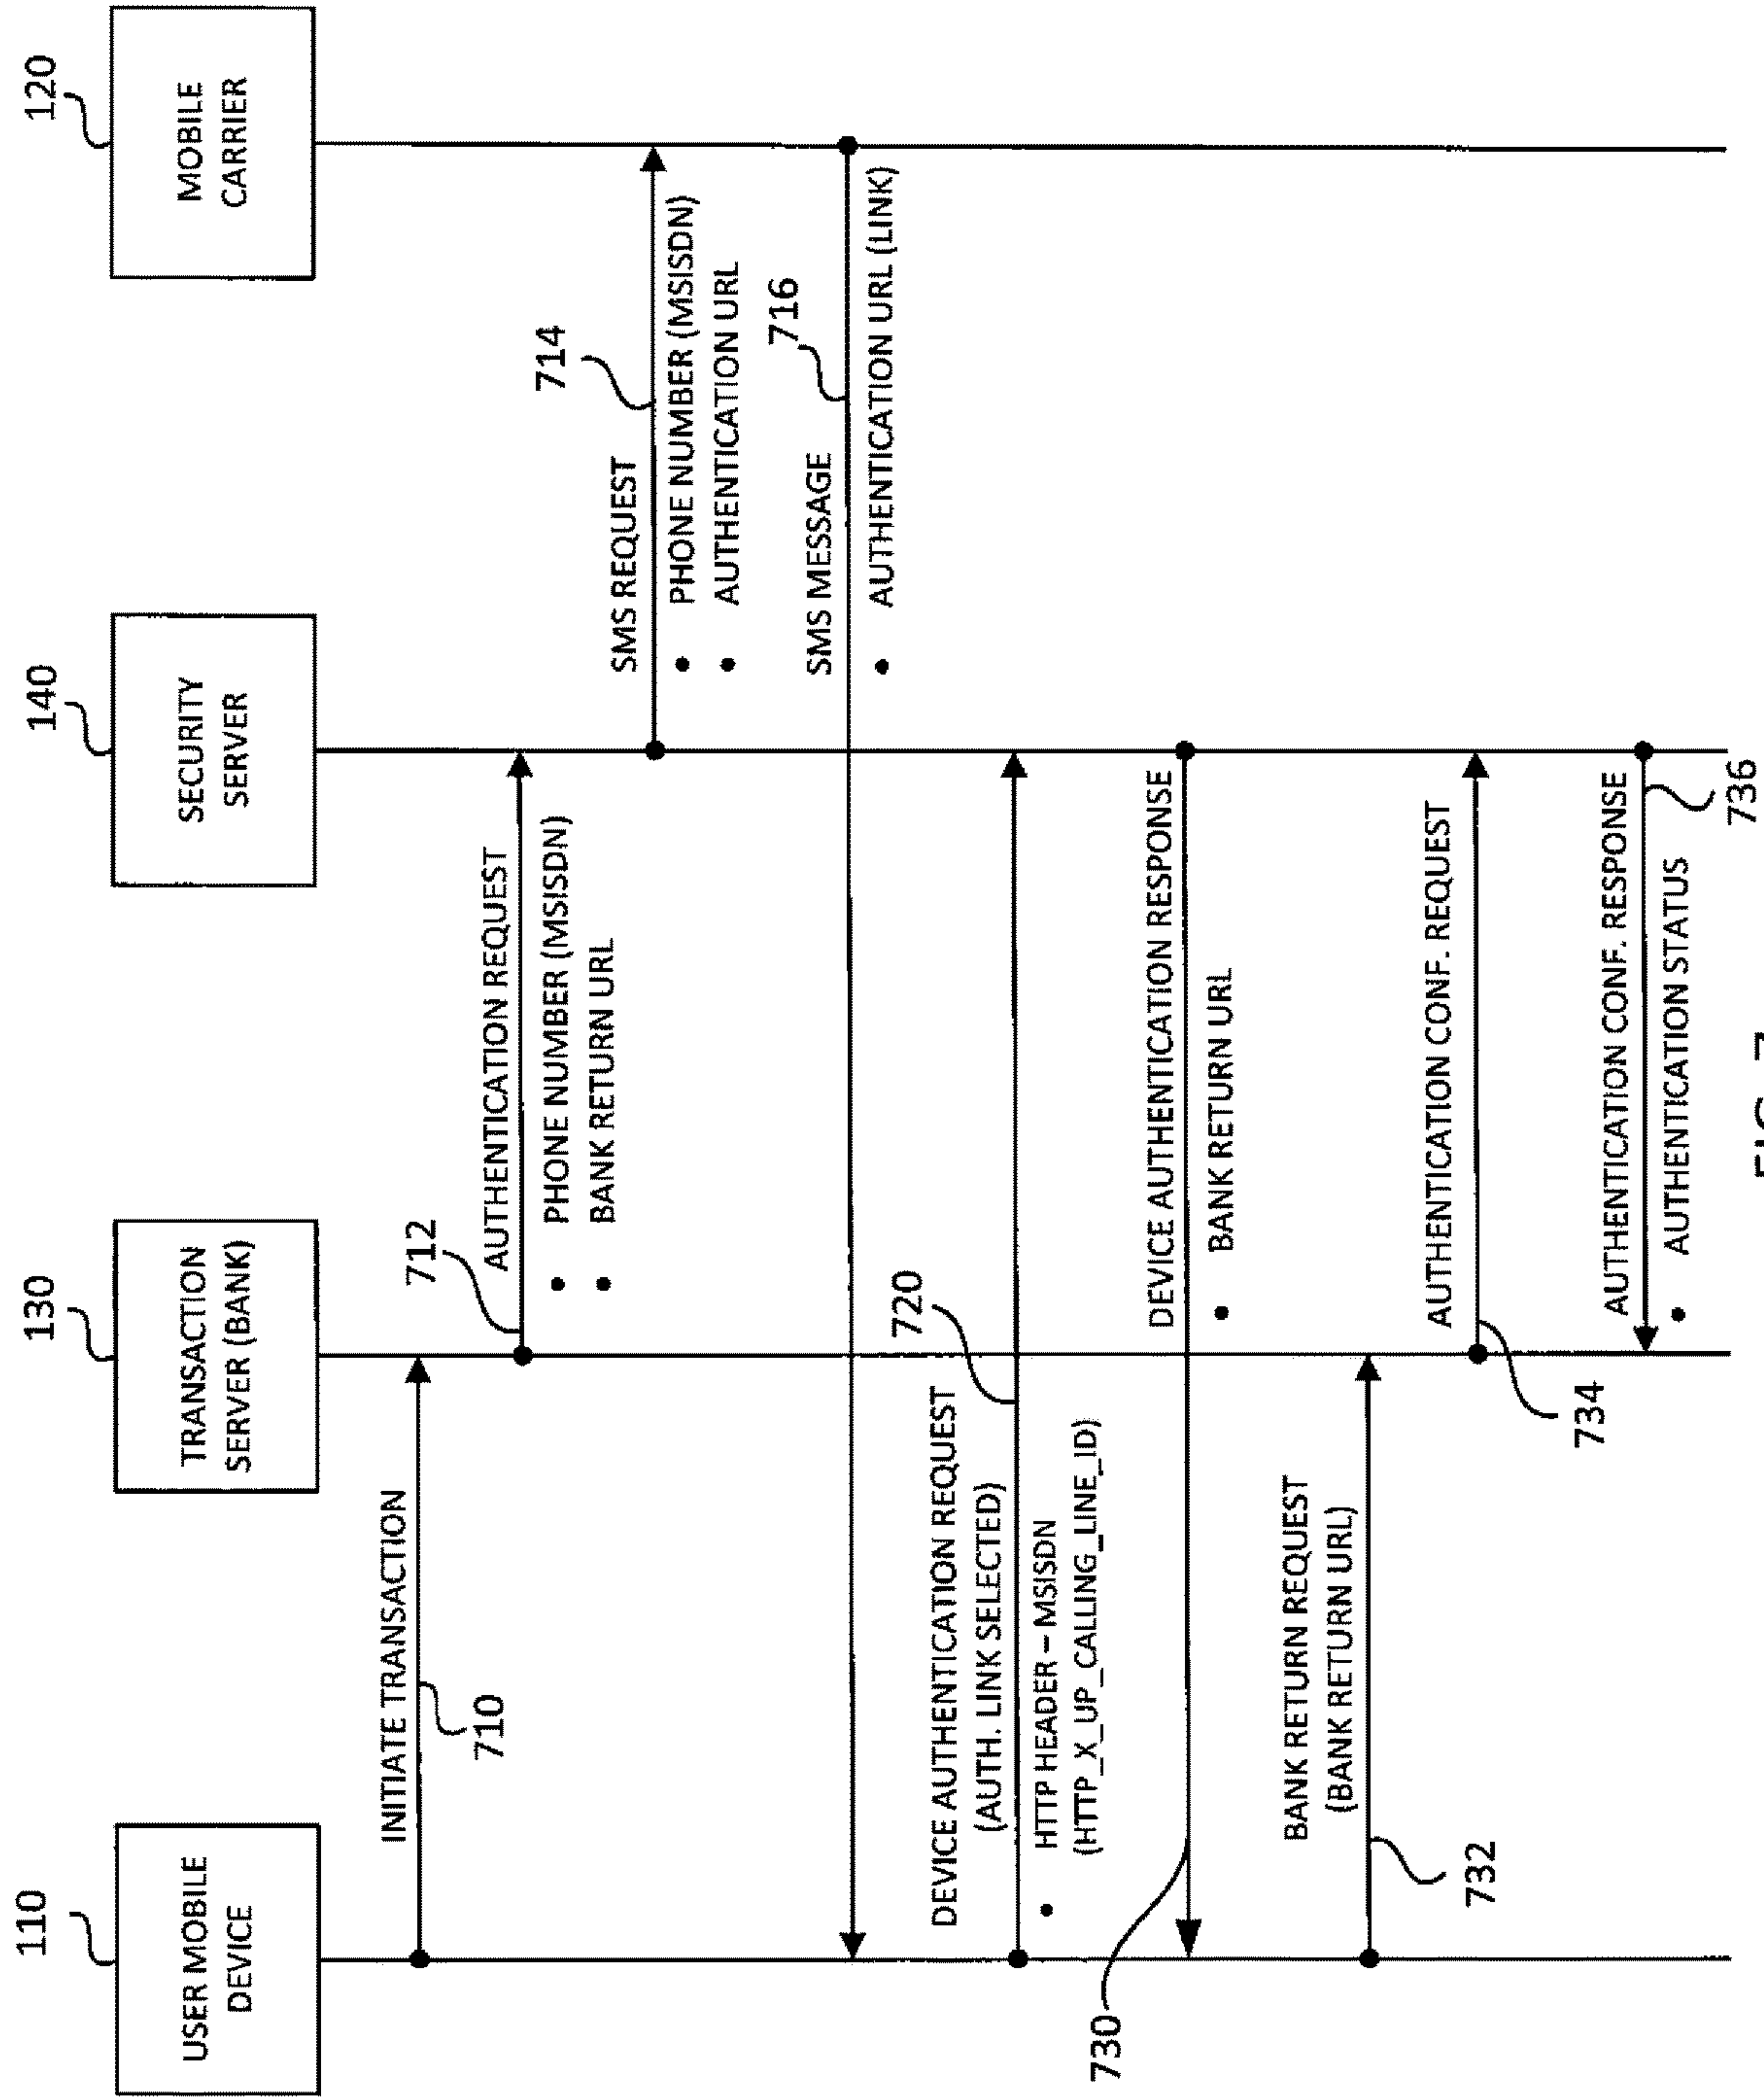 110
USER MOBILE
DEVICE
130
TRANSACTION
SERVER (BANK)
140
SECURITY
SERVER
120
MOBILE
CARRIER
INITIATE TRANSACTION
710
712
AUTHENTICATION REQUEST
• PHONE NUMBER (MSISDN)
• BANK RETURN URL
714
SMS REQUEST
• PHONE NUMBER (MSISDN)
• AUTHENTICATION URL
716
SMS MESSAGE
• AUTHENTICATION URL (LINK)
DEVICE AUTHENTICATION REQUEST
(AUTH. LINK SELECTED)
720
• HTTP HEADER – MSISDN
(HTTP_X_UP_CALLING_LINE_ID)
DEVICE AUTHENTICATION RESPONSE
730
• BANK RETURN URL
BANK RETURN REQUEST
(BANK RETURN URL)
732
AUTHENTICATION CONF. REQUEST
734
AUTHENTICATION CONF. RESPONSE
736
• AUTHENTICATION STATUS
FIG. 7